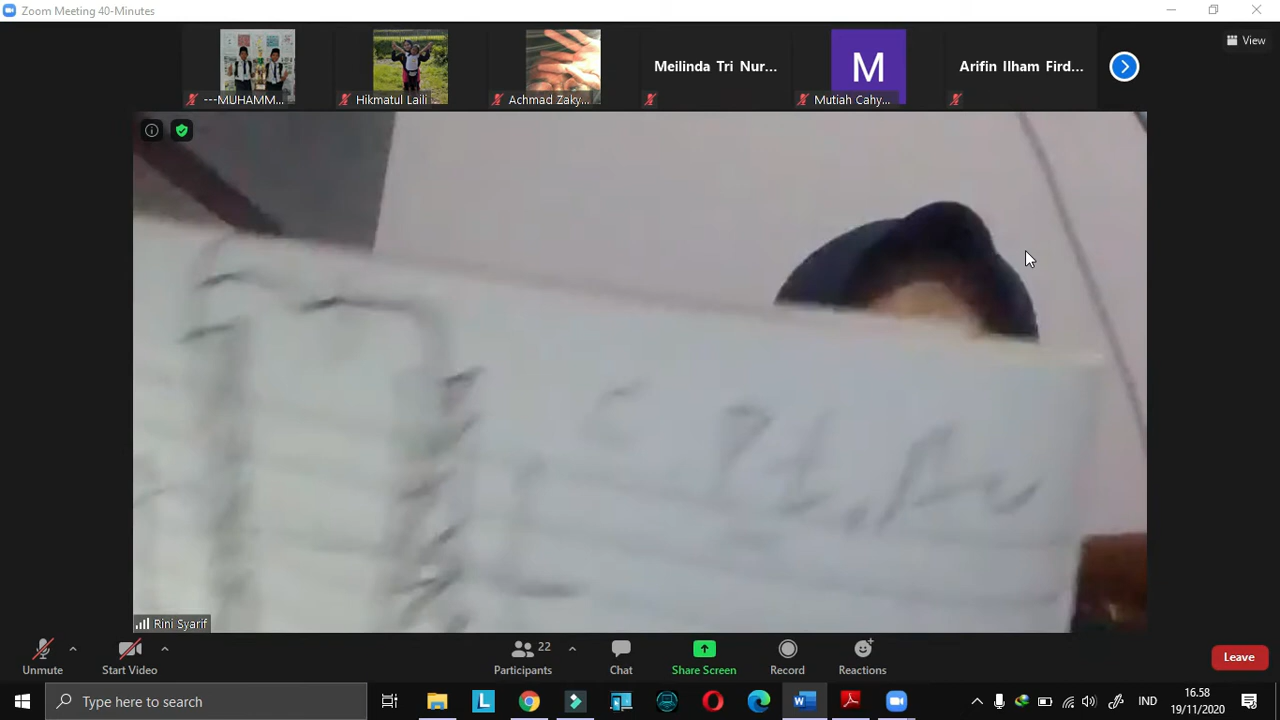 Zoom Meeting 40-Minutes
View
---MUHAMM...
Hikmatul Laili
Achmad Zaky...
Meilinda Tri Nur...
M
Mutiah Cahy...
Arifin Ilham Fird...
Rini Syarif
Unmute
Start Video
22
Participants
Chat
Share Screen
Record
Reactions
Leave
Type here to search
IND
16.58
19/11/2020